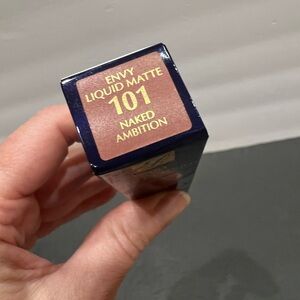 ENVY
LIQUID MATTE
101
NAKED
AMBITION